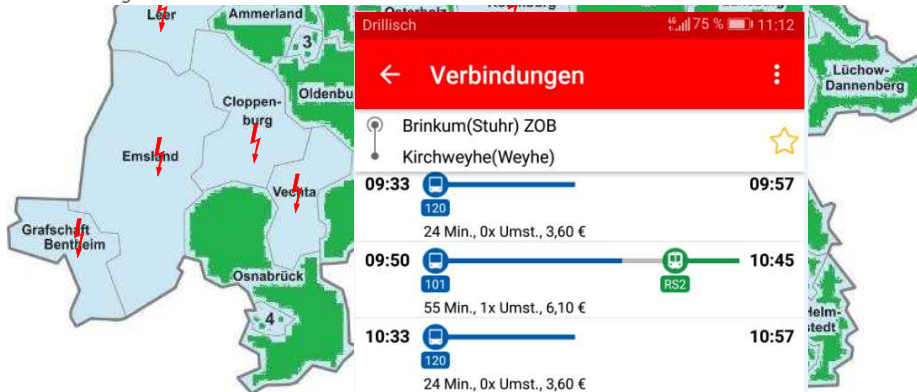 Leer
Ammerland
3
Oldenbu
Cloppen-
burg
Emsland
Vechta
Grafschaft
Bentheim
Osnabrück
4
Drillisch
4G 75 % 11:12
Verbindungen
Brinkum(Stuhr) ZOB
Kirchweyhe(Weyhe)
09:33 09:57
120
24 Min., 0x Umst., 3,60 €
09:50 10:45
101 RS2
55 Min., 1x Umst., 6,10 €
10:33 10:57
120
24 Min., 0x Umst., 3,60 €
Lüchow-
Dannenberg
Helm-
stedt